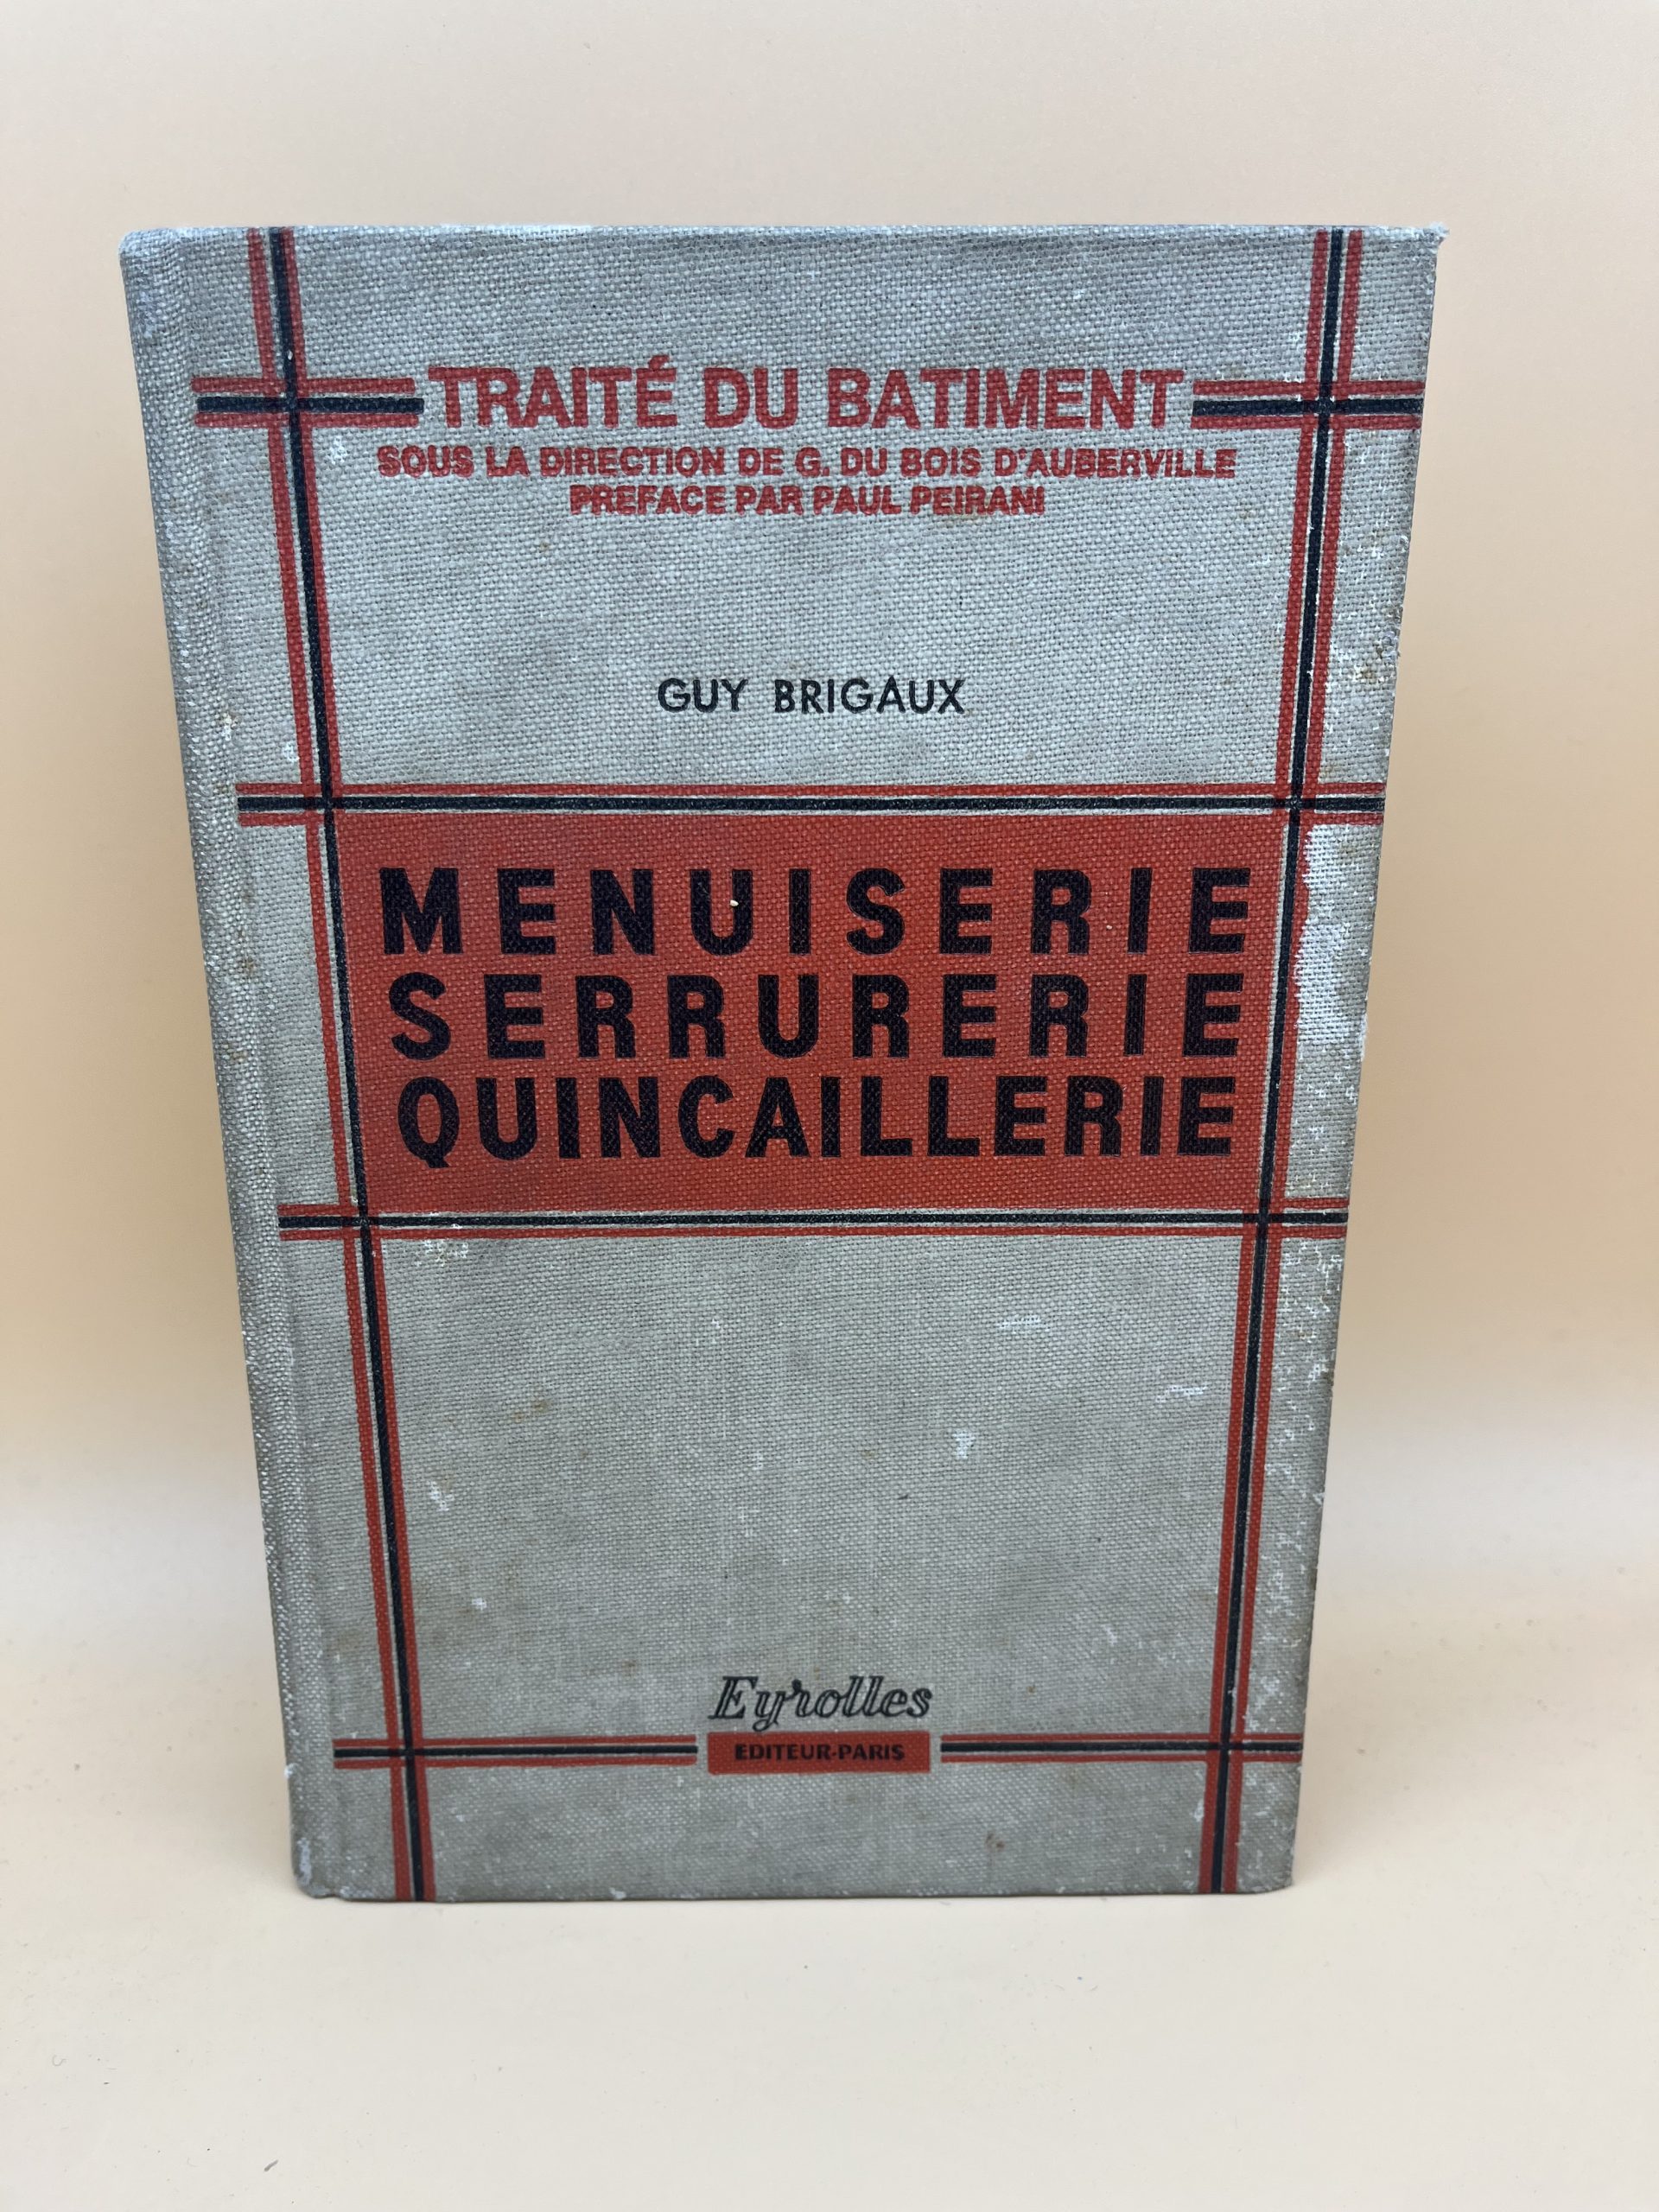 TRAITÉ DU BATIMENT
SOUS LA DIRECTION DE G. DU BOIS D'AUBERVILLE
PREFACE PAR PAUL PEIRANI
GUY BRIGAUX
MENUISERIE
SERRURERIE
QUINCAILLERIE
Eyrolles
EDITEUR-PARIS